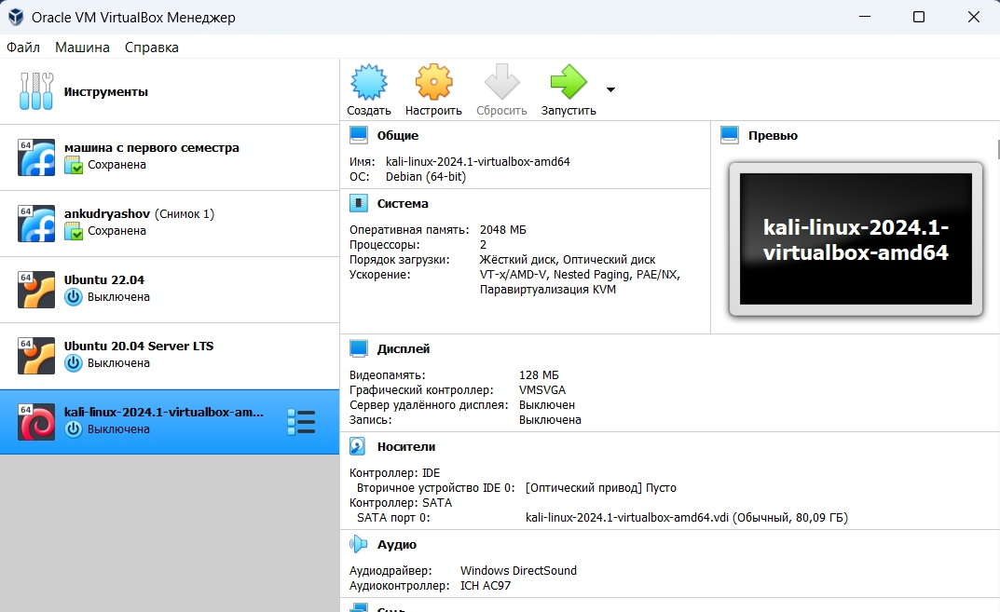 Oracle VM VirtualBox Менеджер
Файл Машина Справка
Инструменты
64
машина с первого семестра
Сохранена
64
ankudryashov (Снимок 1)
Сохранена
64
Ubuntu 22.04
Выключена
64
Ubuntu 20.04 Server LTS
Выключена
64
kali-linux-2024.1-virtualbox-am...
Выключена
Создать Настроить Сбросить Запустить
Общие
Имя: kali-linux-2024.1-virtualbox-amd64
ОС: Debian (64-bit)
Превью
kali-linux-2024.1-
virtualbox-amd64
Система
Оперативная память: 2048 МБ
Процессоры: 2
Порядок загрузки: Жёсткий диск, Оптический диск
Ускорение: VT-x/AMD-V, Nested Paging, PAE/NX,
Паравиртуализация KVM
Дисплей
Видеопамять: 128 МБ
Графический контроллер: VMSVGA
Сервер удалённого дисплея: Выключен
Запись: Выключена
Носители
Контроллер: IDE
Вторичное устройство IDE 0: [Оптический привод] Пусто
Контроллер: SATA
SATA порт 0: kali-linux-2024.1-virtualbox-amd64.vdi (Обычный, 80,09 ГБ)
Аудио
Аудиодрайвер: Windows DirectSound
Аудиоконтроллер: ICH AC97
Сеть